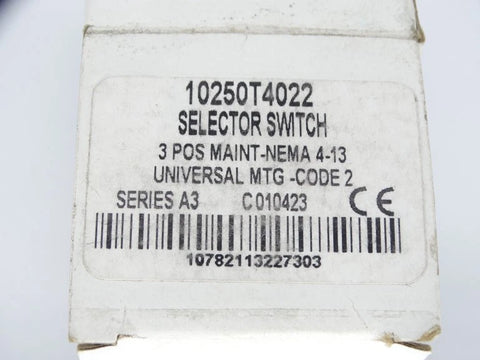 10250T4022
SELECTOR SWITCH
3 POS MAINT-NEMA 4-13
UNIVERSAL MTG -CODE 2
SERIES A3 C010423 CE
10782113227303